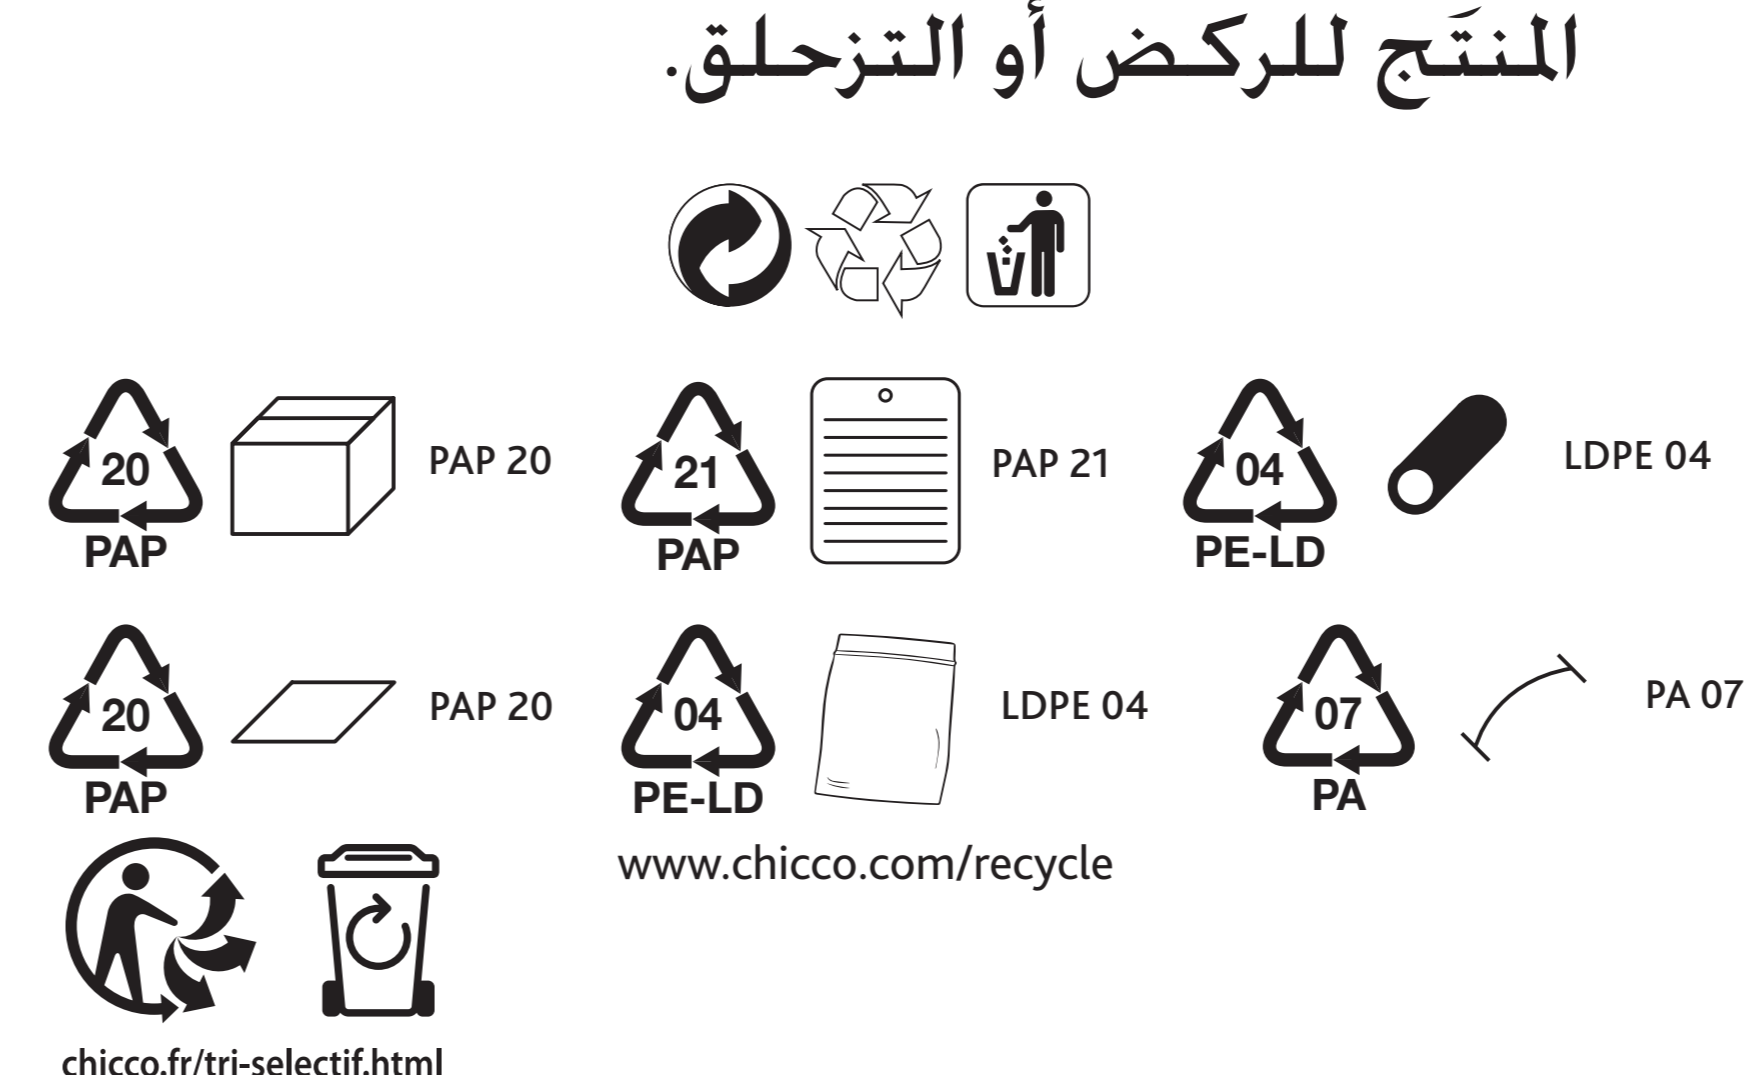 المنتَج للركض أو التزحلق.
20 PAP PAP 20
21 PAP PAP 21
04 PE-LD LDPE 04
20 PAP PAP 20
04 PE-LD LDPE 04
07 PA PA 07
www.chicco.com/recycle
chicco.fr/tri-selectif.html